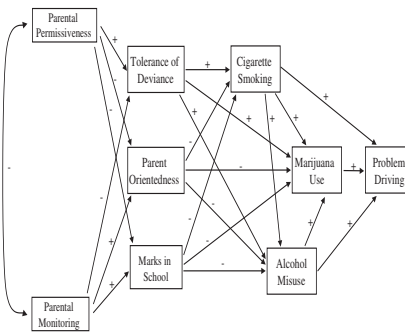 Parental
Permissiveness
+
-
-
-
Tolerance of
Deviance
+
+
+
Cigarette
Smoking
+
+
+
-
Parent
Orientedness
-
-
-
-
Marijuana
Use
+
Problem
Driving
-
+
+
Marks in
School
-
-
-
Alcohol
Misuse
+
+
Parental
Monitoring